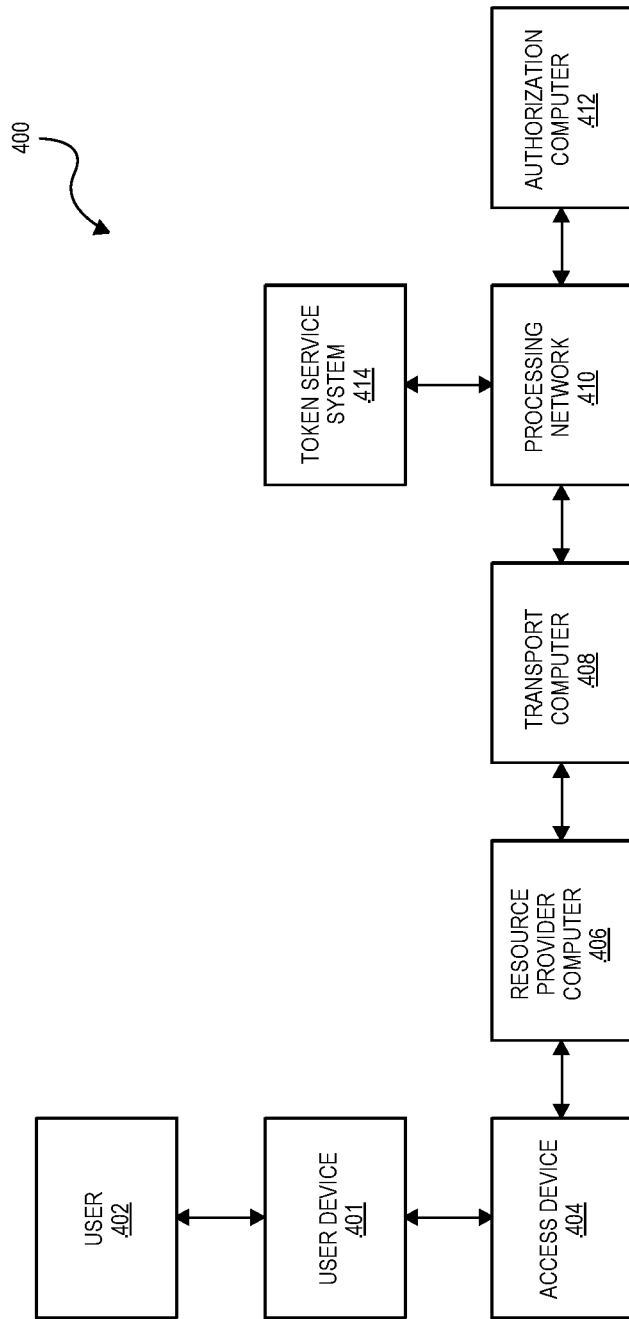 400
USER
402
USER DEVICE
401
ACCESS DEVICE
404
RESOURCE
PROVIDER
COMPUTER
406
TRANSPORT
COMPUTER
408
TOKEN SERVICE
SYSTEM
414
PROCESSING
NETWORK
410
AUTHORIZATION
COMPUTER
412